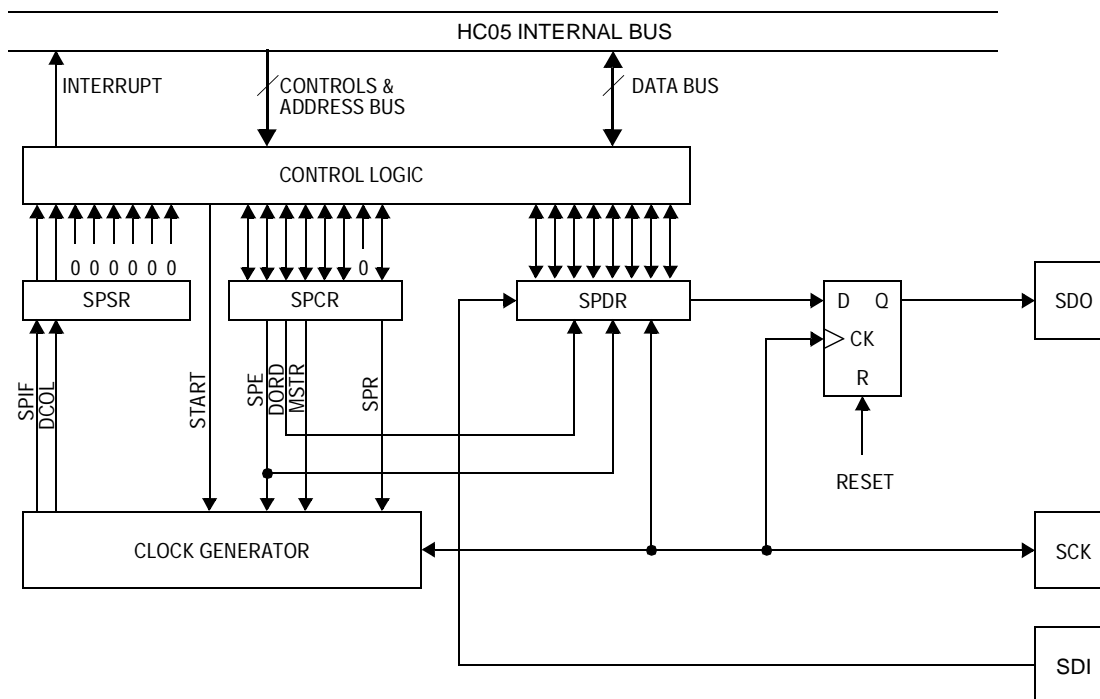 HC05 INTERNAL BUS
INTERRUPT
CONTROLS &
ADDRESS BUS
DATA BUS
CONTROL LOGIC
0 0 0 0 0 0
0
SPSR
SPCR
SPDR
D Q
CK
R
SDO
SPIF
DCOL
START
SPE
DORD
MSTR
SPR
RESET
CLOCK GENERATOR
SCK
SDI